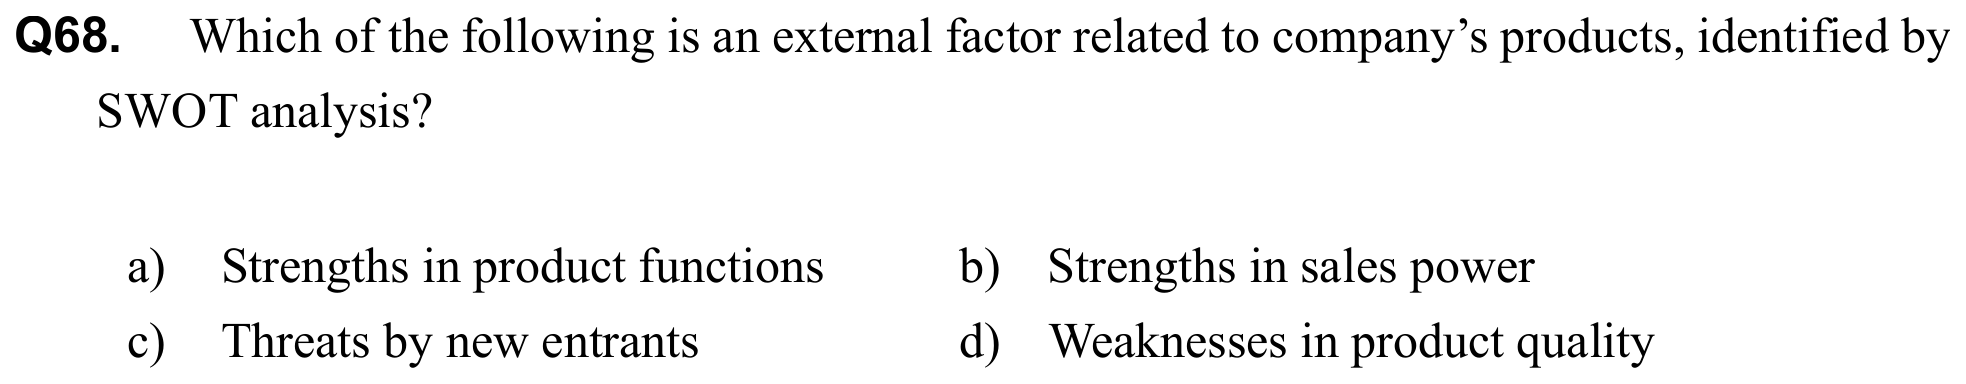 Q68. Which of the following is an external factor related to company’s products, identified by
SWOT analysis?
a) Strengths in product functions b) Strengths in sales power
c) Threats by new entrants d) Weaknesses in product quality